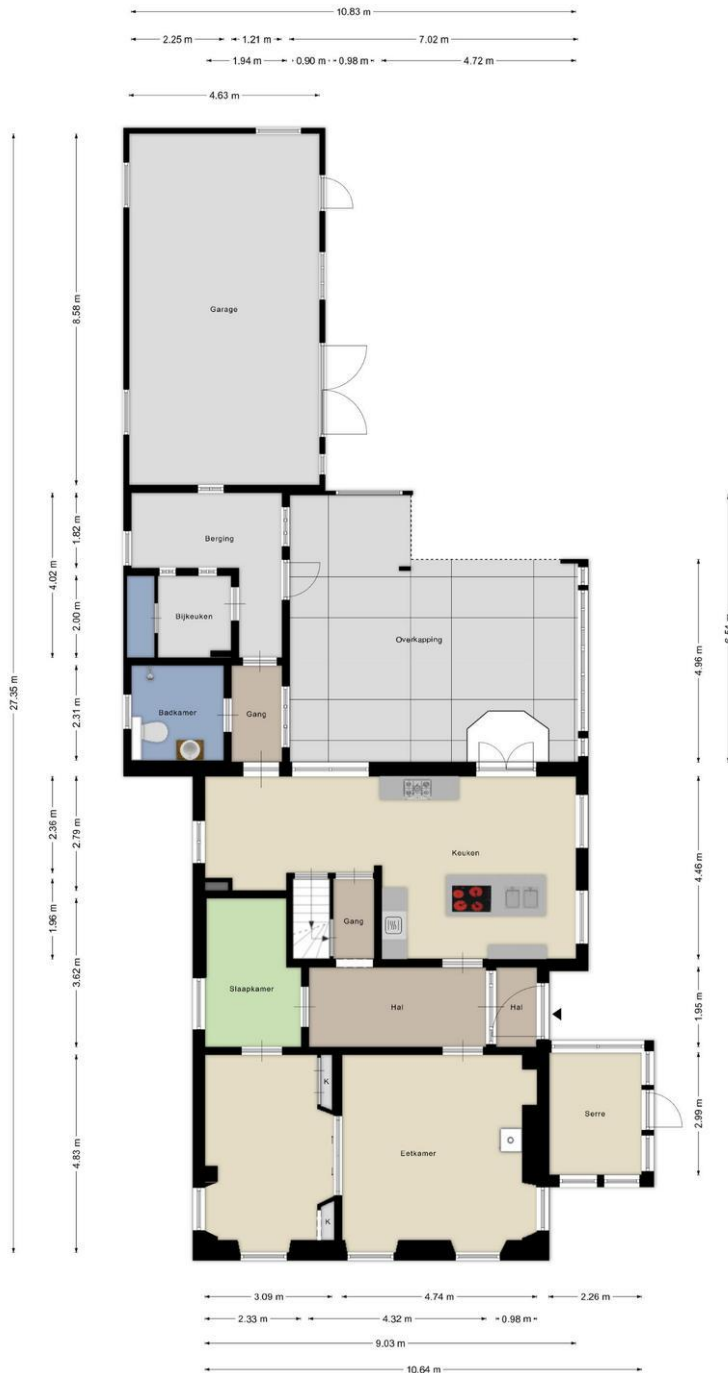 10.83 m
2.25 m 1.21 m 7.02 m
1.94 m 0.90 m 0.98 m 4.72 m
4.63 m
27.35 m
8.58 m
Garage
4.02 m
1.82 m
Berging
2.00 m
Bijkeuken
Overkapping
4.96 m
2.31 m
Badkamer
Gang
2.36 m
2.79 m
Keuken
4.46 m
1.96 m
Gang
3.62 m
Slaapkamer
Hal
Hal
1.95 m
K
4.83 m
Eetkamer
Serre
2.99 m
K
3.09 m 4.74 m 2.26 m
2.33 m 4.32 m 0.98 m
9.03 m
10.64 m